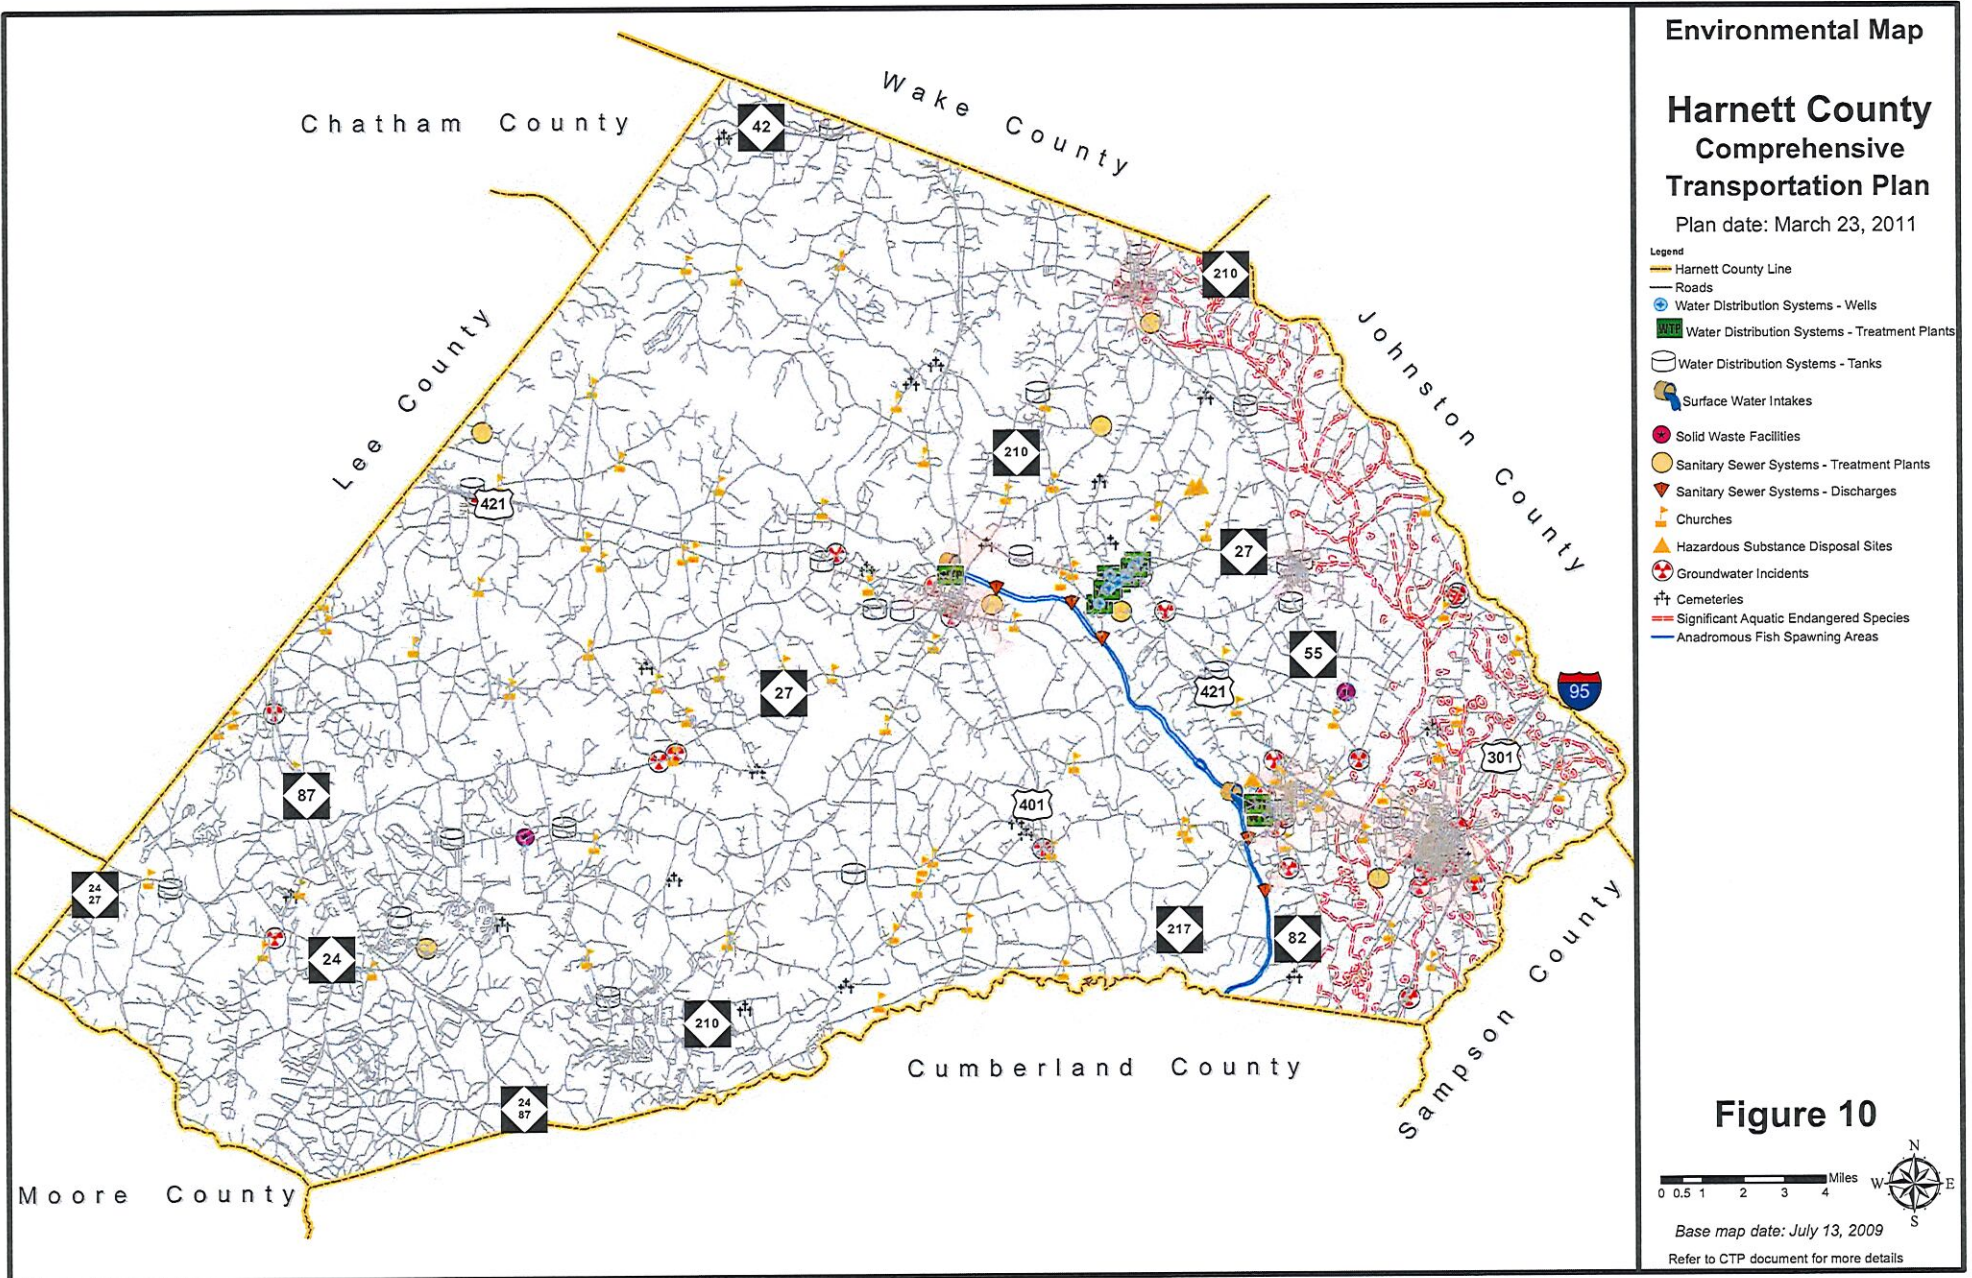 Environmental Map
Harnett County
Comprehensive
Transportation Plan
Plan date: March 23, 2011
Legend
Harnett County Line
Roads
Water Distribution Systems - Wells
WTP Water Distribution Systems - Treatment Plants
Water Distribution Systems - Tanks
Surface Water Intakes
Solid Waste Facilities
Sanitary Sewer Systems - Treatment Plants
Sanitary Sewer Systems - Discharges
Churches
Hazardous Substance Disposal Sites
Groundwater Incidents
Cemeteries
Significant Aquatic Endangered Species
Anadromous Fish Spawning Areas
Figure 10
Miles
0 0.5 1 2 3 4
N
W E
S
Base map date: July 13, 2009
Refer to CTP document for more details
Chatham County
Wake County
Johnston County
Lee County
Cumberland County
Sampson County
Moore County
42
210
210
421
27
55
421
95
27
301
87
401
24
27
24
217
82
210
24
87